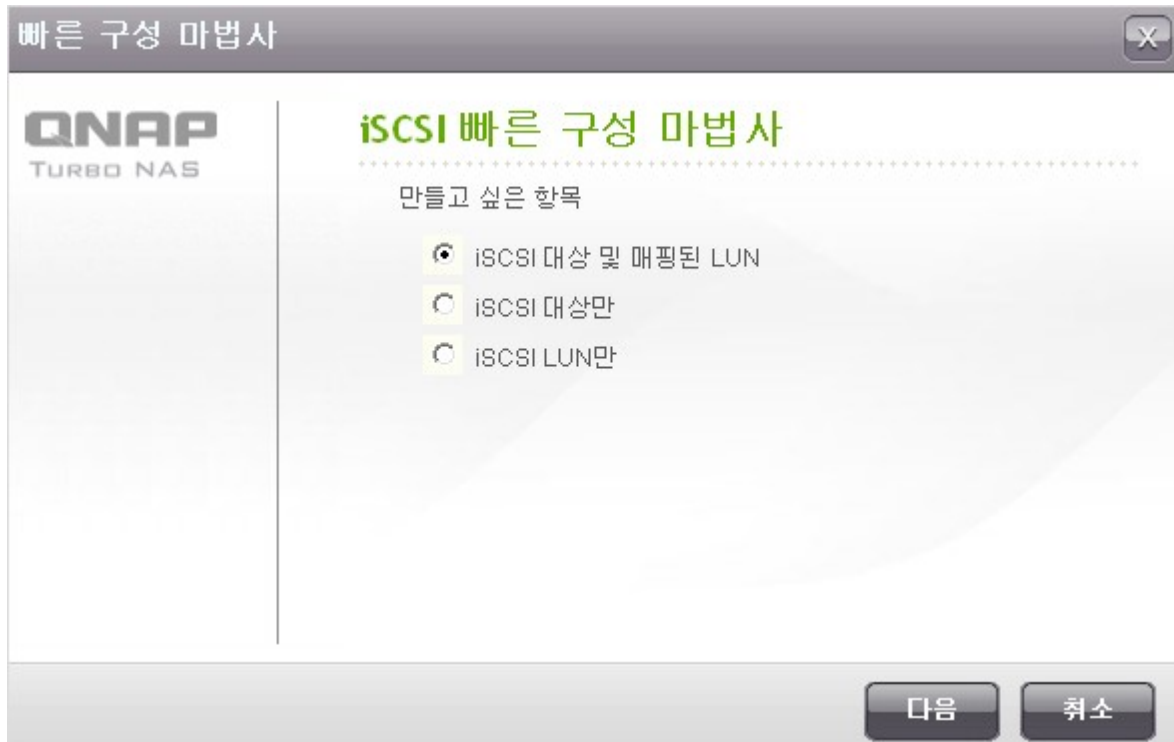 빠른 구성 마법사
X
QNAP
TURBO NAS
iSCSI 빠른 구성 마법사
만들고 싶은 항목
iSCSI 대상 및 매핑된 LUN
iSCSI 대상만
iSCSI LUN만
다음
취소